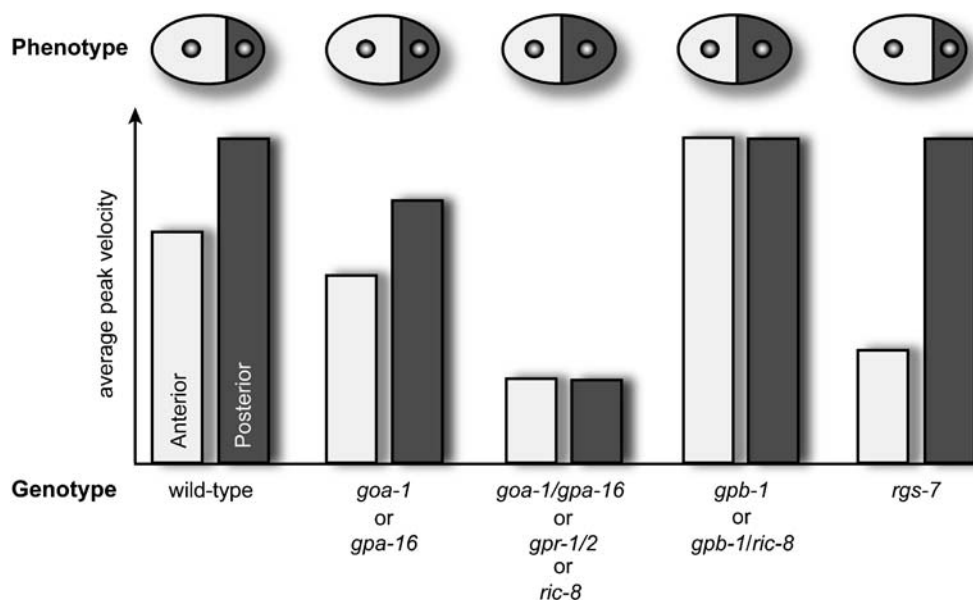 Phenotype
average peak velocity
Anterior
Posterior
Genotype
wild-type
goa-1
or
gpa-16
goa-1/gpa-16
or
gpr-1/2
or
ric-8
gpb-1
or
gpb-1/ric-8
rgs-7